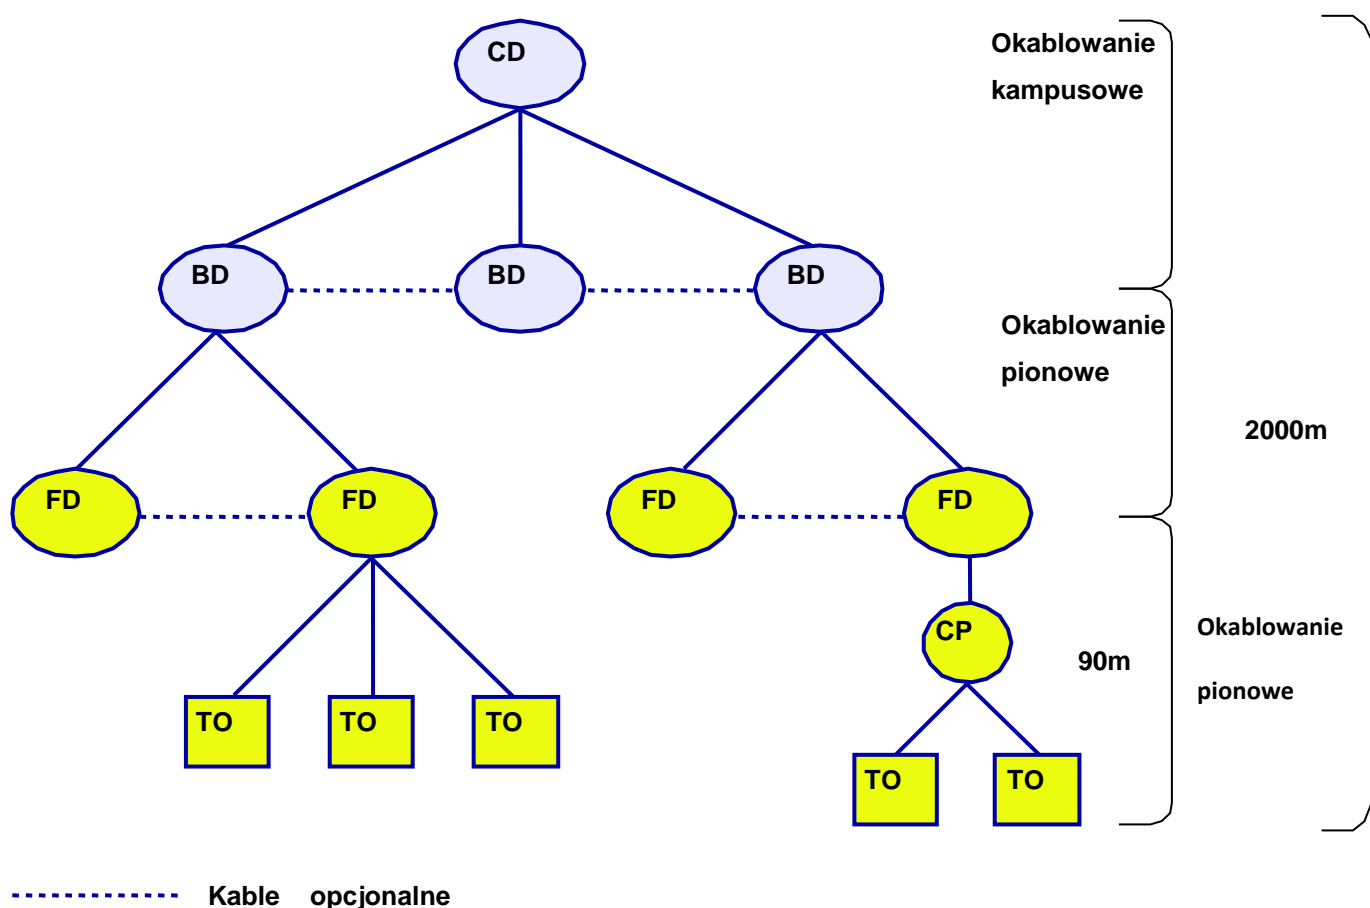 CD
Okablowanie
kampusowe
BD
BD
BD
Okablowanie
pionowe
2000m
FD
FD
FD
FD
CP
90m
Okablowanie
pionowe
TO
TO
TO
TO
TO
Kable opcjonalne